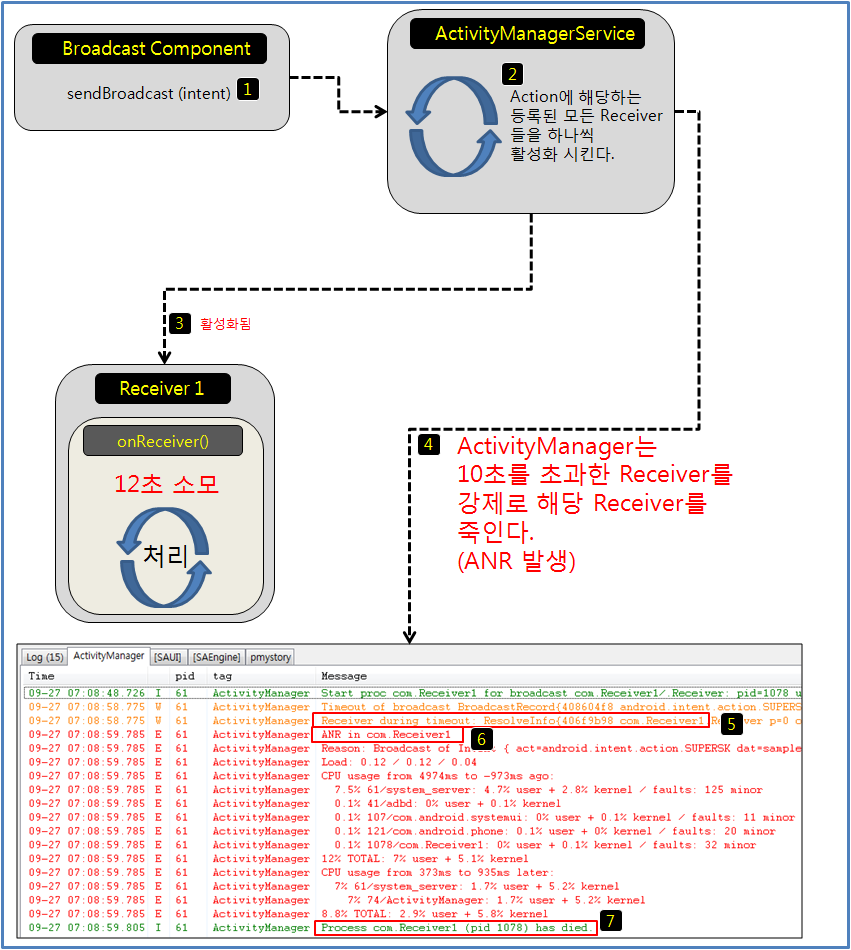 Broadcast Component
sendBroadcast (intent) 1
ActivityManagerService
2
Action에 해당하는
등록된 모든 Receiver
들을 하나씩
활성화 시킨다.
3 활성화됨
Receiver 1
onReceiver()
12초 소모
처리
4 ActivityManager는
10초를 초과한 Receiver를
강제로 해당 Receiver를
죽인다.
(ANR 발생)
Log (15) ActivityManager [SAUI] [SAEngine] pmystory
Time pid tag Message
09-27 07:08:48.726 I 61 ActivityManager Start proc com.Receiver1 for broadcast com.Receiver1/.Receiver: pid=1078 u
09-27 07:08:58.775 W 61 ActivityManager Timeout of broadcast BroadcastRecord{408604f8 android.intent.action.SUPERSK
09-27 07:08:58.775 W 61 ActivityManager Receiver during timeout: ResolveInfo{406f9b98 com.Receiver1.Receiver p=0 o
5
09-27 07:08:59.785 E 61 ActivityManager ANR in com.Receiver1
6
09-27 07:08:59.785 E 61 ActivityManager Reason: Broadcast of Intent { act=android.intent.action.SUPERSK dat=sample
09-27 07:08:59.785 E 61 ActivityManager Load: 0.12 / 0.12 / 0.04
09-27 07:08:59.785 E 61 ActivityManager CPU usage from 4974ms to -973ms ago:
09-27 07:08:59.785 E 61 ActivityManager 7.5% 61/system_server: 4.7% user + 2.8% kernel / faults: 125 minor
09-27 07:08:59.785 E 61 ActivityManager 0.1% 41/adbd: 0% user + 0.1% kernel
09-27 07:08:59.785 E 61 ActivityManager 0.1% 107/com.android.systemui: 0% user + 0.1% kernel / faults: 11 minor
09-27 07:08:59.785 E 61 ActivityManager 0.1% 121/com.android.phone: 0.1% user + 0% kernel / faults: 20 minor
09-27 07:08:59.785 E 61 ActivityManager 0.1% 1078/com.Receiver1: 0% user + 0.1% kernel / faults: 32 minor
09-27 07:08:59.785 E 61 ActivityManager 12% TOTAL: 7% user + 5.1% kernel
09-27 07:08:59.785 E 61 ActivityManager CPU usage from 373ms to 935ms later:
09-27 07:08:59.785 E 61 ActivityManager 7% 61/system_server: 1.7% user + 5.2% kernel
09-27 07:08:59.785 E 61 ActivityManager 7% 74/ActivityManager: 1.7% user + 5.2% kernel
09-27 07:08:59.785 E 61 ActivityManager 8.8% TOTAL: 2.9% user + 5.8% kernel
09-27 07:08:59.805 I 61 ActivityManager Process com.Receiver1 (pid 1078) has died.
7